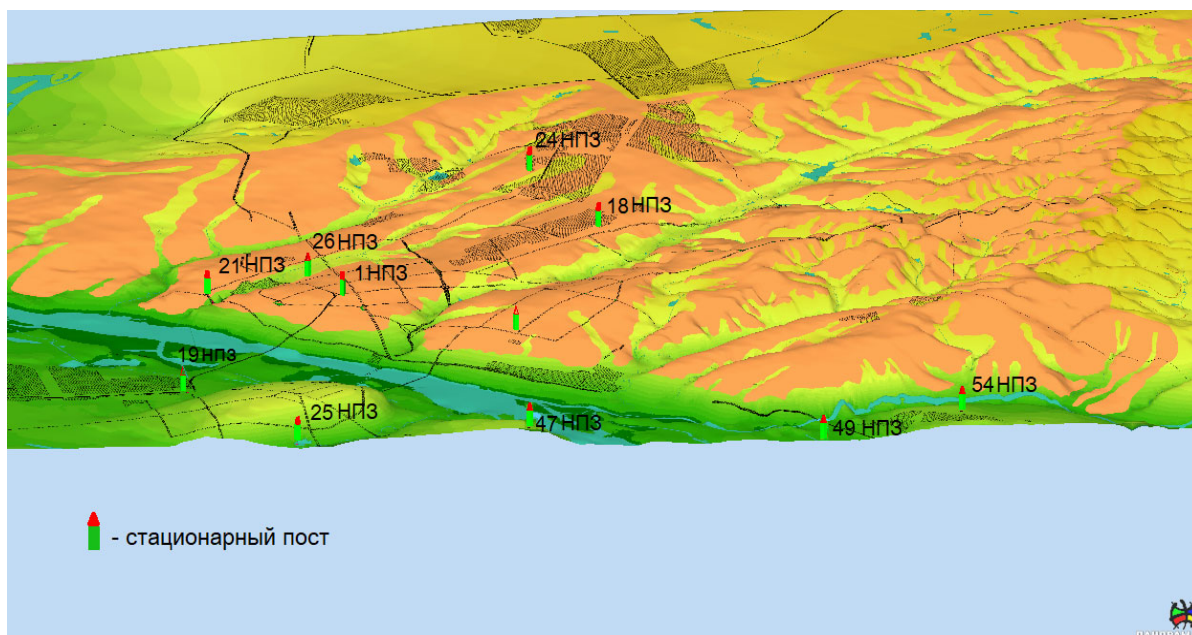 24 НПЗ
18 НПЗ
26 НПЗ
21 НПЗ
1 НПЗ
19 НПЗ
54 НПЗ
25 НПЗ
47 НПЗ
49 НПЗ
- стационарный пост